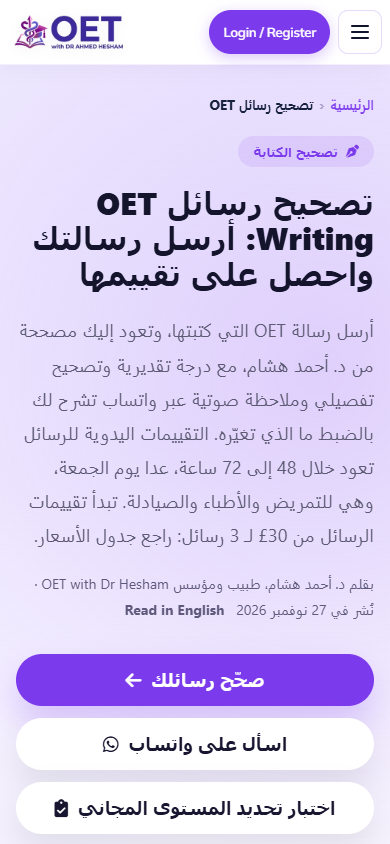 OET
with DR AHMED HESHAM
Login / Register
الرئيسية › تصحيح رسائل OET
تصحيح الكتابة
تصحيح رسائل OET
Writing: أرسل رسالتك
واحصل على تقييمها
أرسل رسالة OET التي كتبتها، وتعود إليك مصححة
من د. أحمد هشام، مع درجة تقديرية وتصحيح
تفصيلي وملاحظة صوتية عبر واتساب تشرح لك
بالضبط ما الذي تغيّره. التقييمات اليدوية للرسائل
تعود خلال 48 إلى 72 ساعة، عدا يوم الجمعة،
وهي للتمريض والأطباء والصيادلة. تبدأ تقييمات
الرسائل من £30 لـ 3 رسائل: راجع جدول الأسعار.
بقلم د. أحمد هشام، طبيب ومؤسس OET with Dr Hesham ·
نُشر في 27 نوفمبر 2026 Read in English
صحّح رسائلك
اسأل على واتساب
اختبار تحديد المستوى المجاني